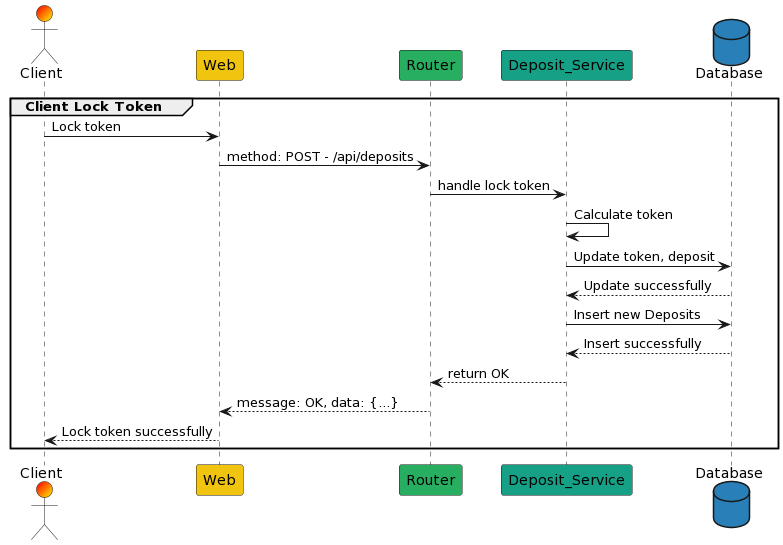 Client
Web
Router
Deposit_Service
Database
Client Lock Token
Lock token
method: POST - /api/deposits
handle lock token
Calculate token
Update token, deposit
Update successfully
Insert new Deposits
Insert successfully
return OK
message: OK, data: {...}
Lock token successfully
Client
Web
Router
Deposit_Service
Database